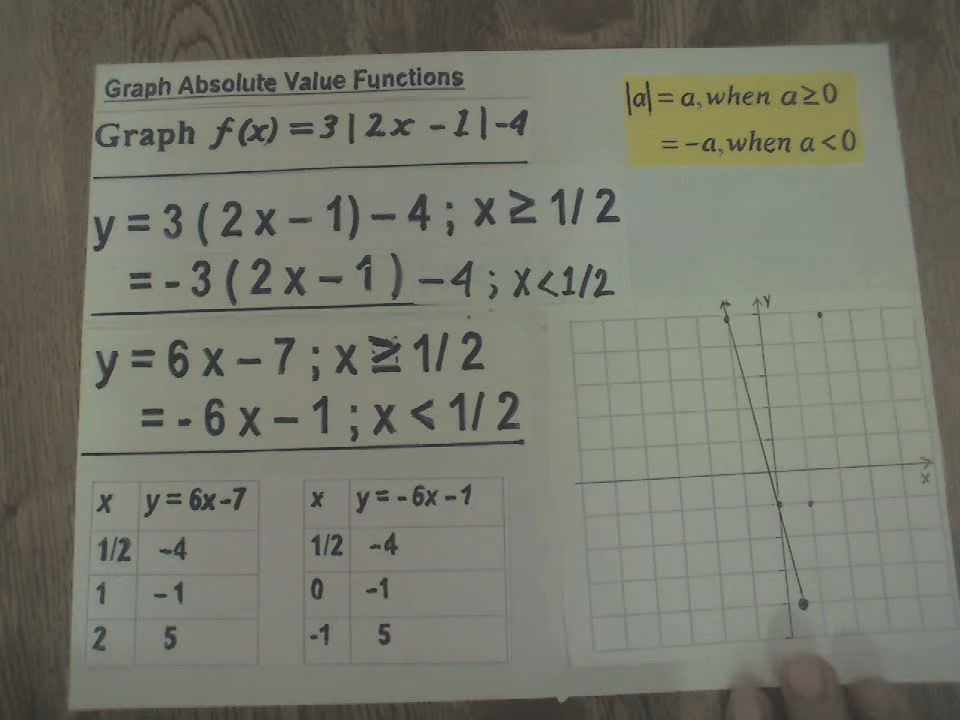 Graph Absolute Value Functions
Graph f(x) = 3 | 2x - 1 | - 4
|a| = a, when a ≥ 0
= -a, when a < 0
y = 3 ( 2 x - 1 ) - 4 ; x ≥ 1/ 2
= - 3 ( 2 x - 1 ) - 4 ; x < 1/2
y = 6 x - 7 ; x ≥ 1/ 2
= - 6 x - 1 ; x < 1/ 2
x y = 6x -7
1/2 -4
1 -1
2 5
x y = - 6x -1
1/2 -4
0 -1
-1 5
Y
X